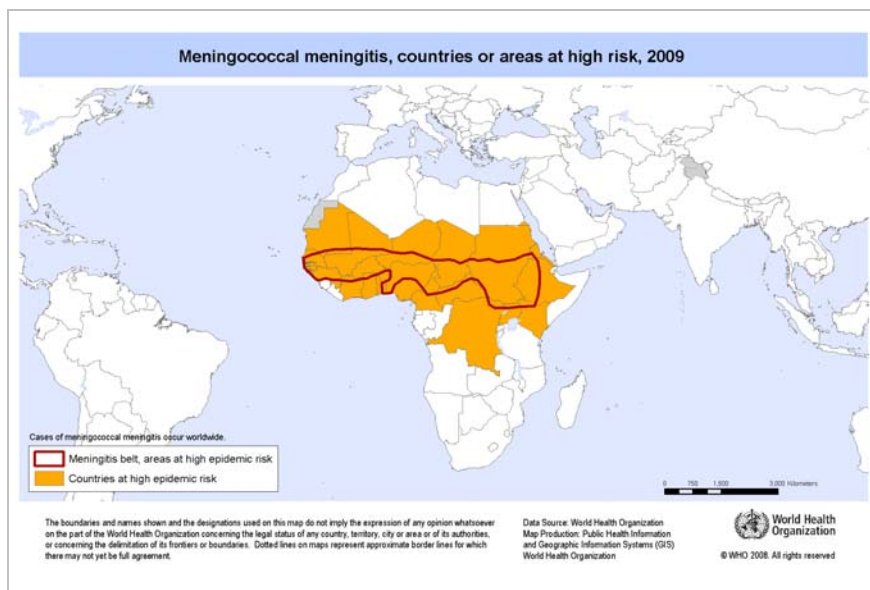 Meningococcal meningitis, countries or areas at high risk, 2009
Cases of meningococcal meningitis occur worldwide.
Meningitis belt, areas at high epidemic risk
Countries at high epidemic risk
0 750 1,500 3,000 Kilometers
The boundaries and names shown and the designations used on this map do not imply the expression of any opinion whatsoever
on the part of the World Health Organization concerning the legal status of any country, territory, city or area or of its authorities,
or concerning the delimitation of its frontiers or boundaries. Dotted lines on maps represent approximate border lines for which
there may not yet be full agreement.
Data Source: World Health Organization
Map Production: Public Health Information
and Geographic Information Systems (GIS)
World Health Organization
World Health
Organization
© WHO 2008. All rights reserved